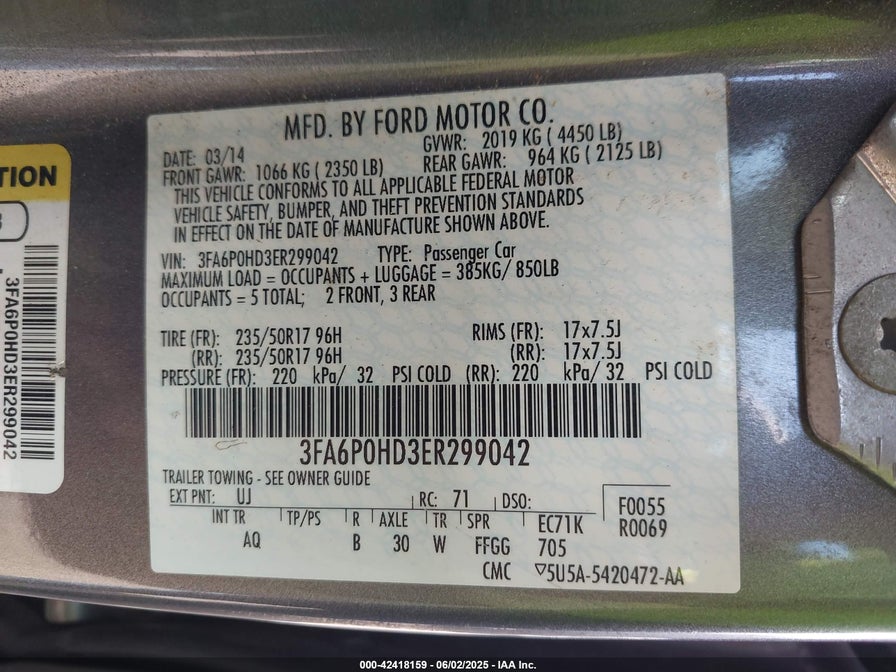 TION
3FA6P0HD3ER299042
MFD. BY FORD MOTOR CO.
DATE: 03/14 GVWR: 2019 KG ( 4450 LB)
FRONT GAWR: 1066 KG ( 2350 LB) REAR GAWR: 964 KG ( 2125 LB)
THIS VEHICLE CONFORMS TO ALL APPLICABLE FEDERAL MOTOR
VEHICLE SAFETY, BUMPER, AND THEFT PREVENTION STANDARDS
IN EFFECT ON THE DATE OF MANUFACTURE SHOWN ABOVE.
VIN: 3FA6P0HD3ER299042 TYPE: Passenger Car
MAXIMUM LOAD = OCCUPANTS + LUGGAGE = 385KG/ 850LB
OCCUPANTS = 5 TOTAL; 2 FRONT, 3 REAR
TIRE (FR): 235/50R17 96H RIMS (FR): 17x7.5J
(RR): 235/50R17 96H (RR): 17x7.5J
PRESSURE (FR): 220 kPa/ 32 PSI COLD (RR): 220 kPa/ 32 PSI COLD
3FA6P0HD3ER299042
TRAILER TOWING - SEE OWNER GUIDE
EXT PNT: UJ RC: 71 DSO: F0055
INT TR TP/PS R AXLE TR SPR EC71K R0069
AQ B 30 W FFGG 705
CMC ▽5U5A-5420472-AA
000-42418159 | 06/02/2025 - IAA Inc.